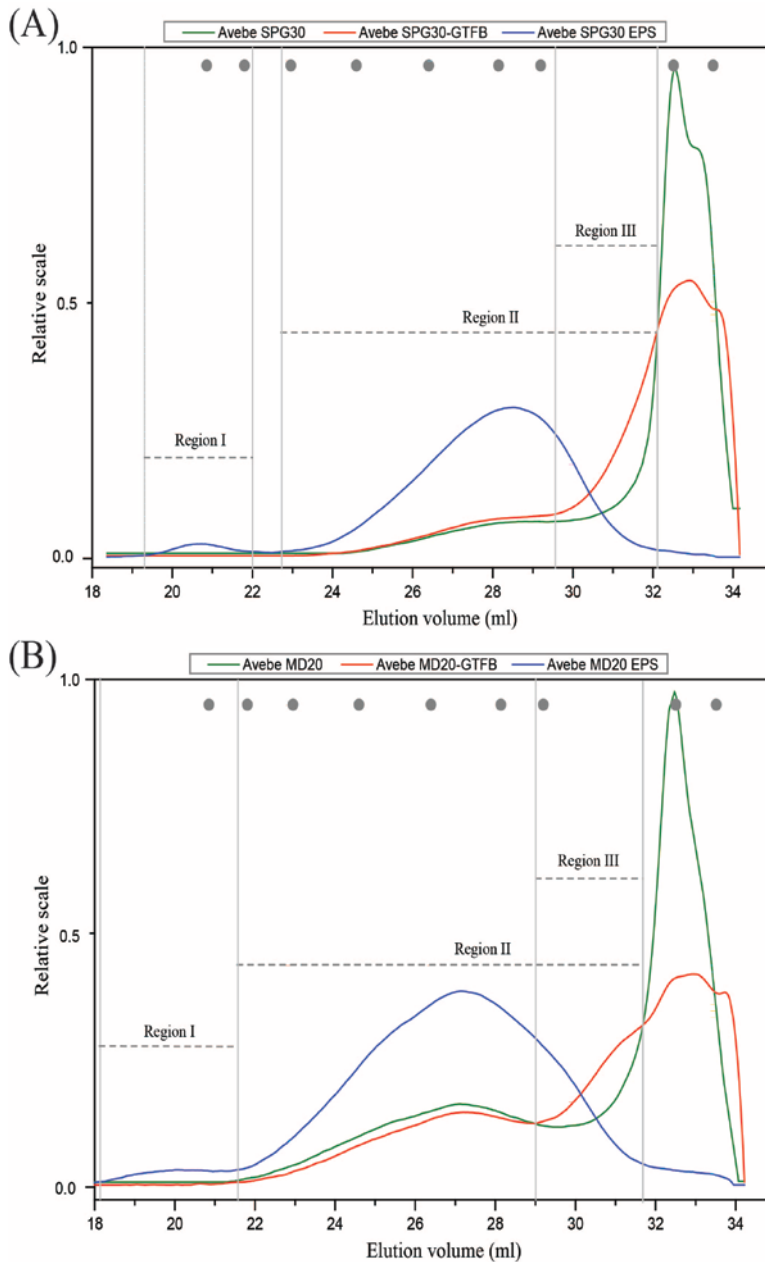 (A)
Avebe SPG30 Avebe SPG30-GTFB Avebe SPG30 EPS
1.0
Region III
Relative scale
0.5
Region II
Region I
0.0
18 20 22 24 26 28 30 32 34
Elution volume (ml)
(B)
Avebe MD20 Avebe MD20-GTFB Avebe MD20 EPS
1.0
Region III
Relative scale
0.5
Region II
Region I
0.0
18 20 22 24 26 28 30 32 34
Elution volume (ml)